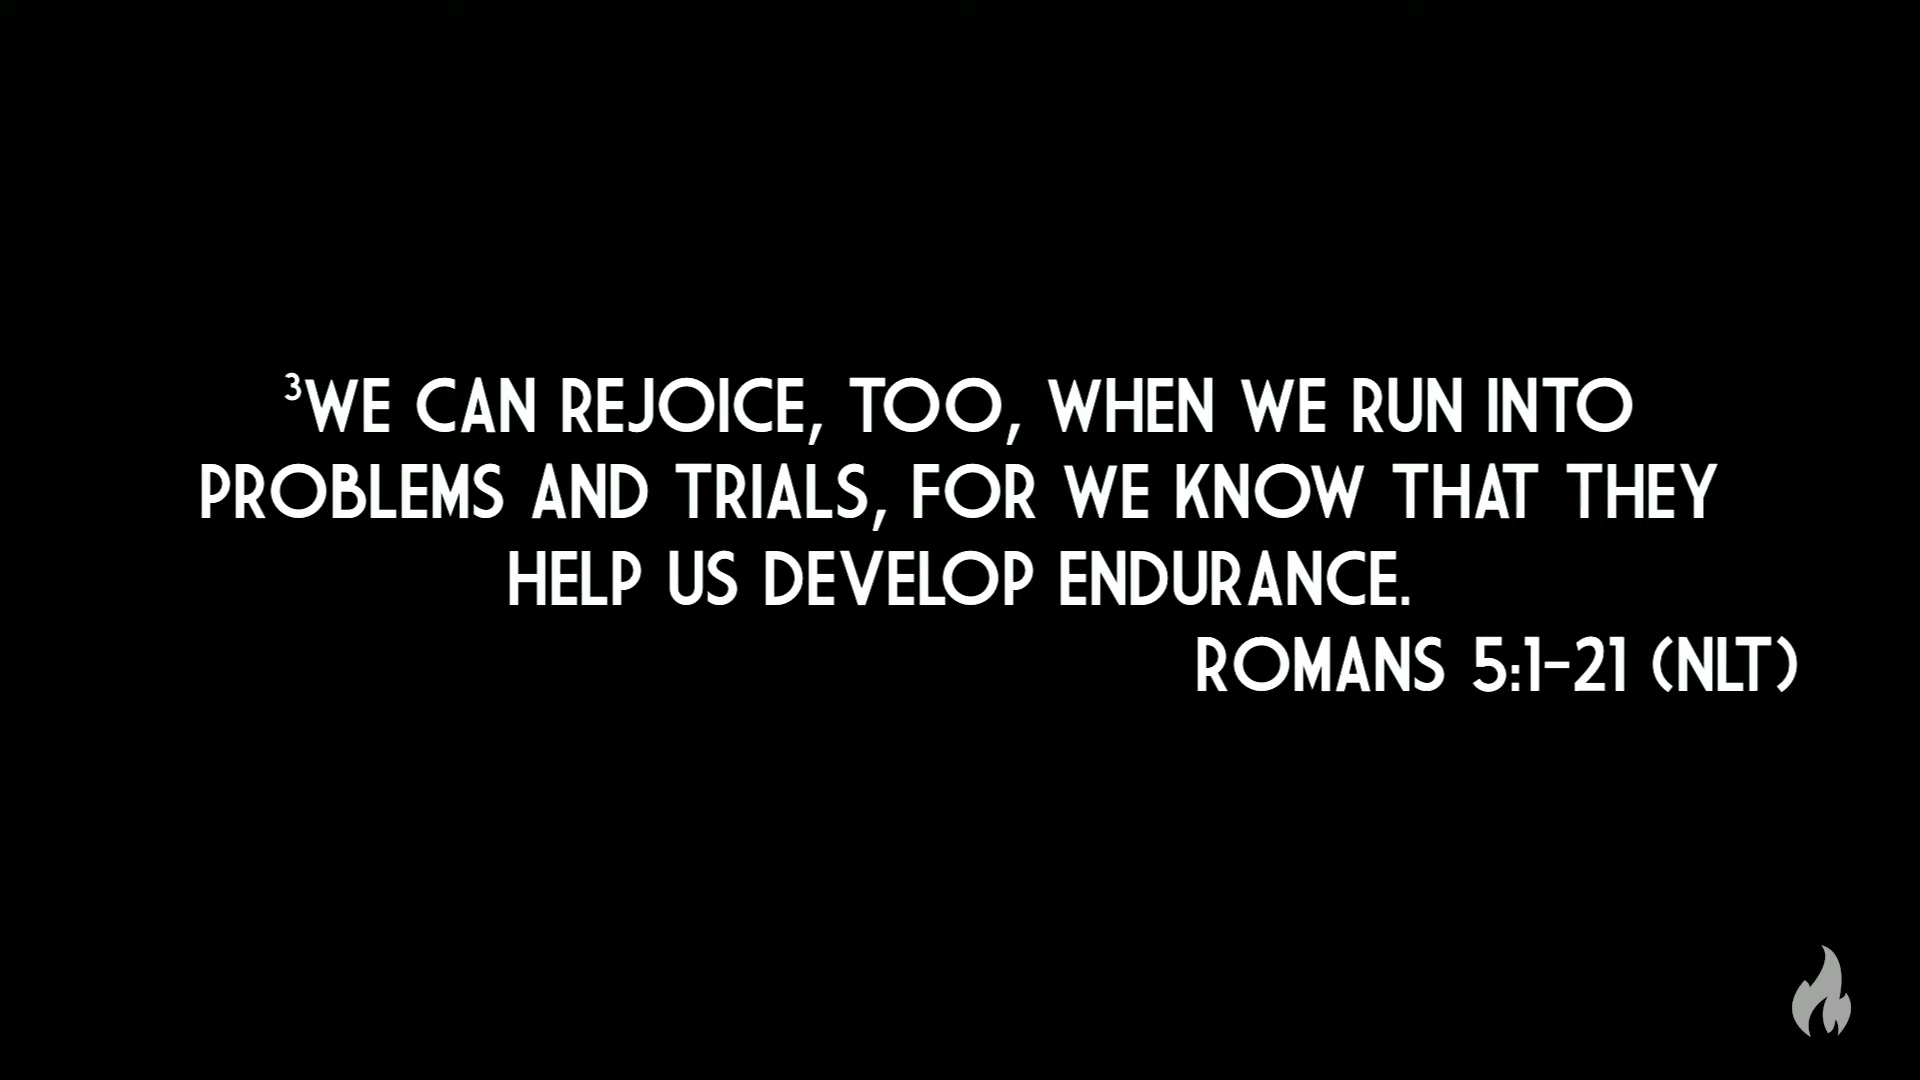 ³WE CAN REJOICE, TOO, WHEN WE RUN INTO
PROBLEMS AND TRIALS, FOR WE KNOW THAT THEY
HELP US DEVELOP ENDURANCE.
ROMANS 5:1-21 (NLT)